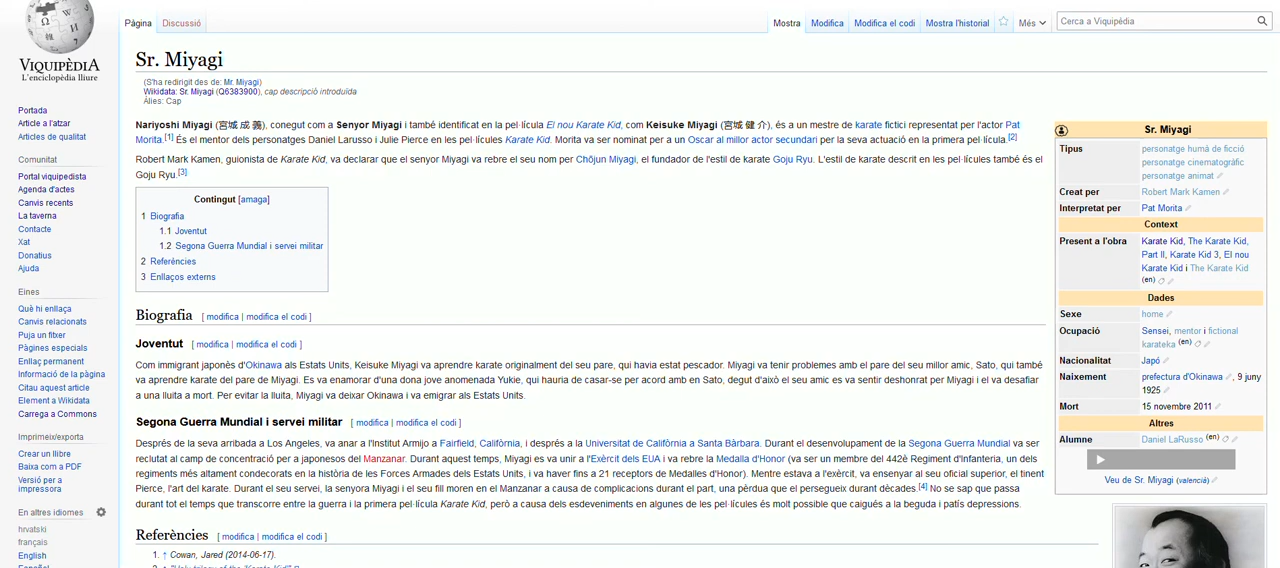 VIQUIPÈDIA
L'enciclopèdia lliure
Portada
Article a l'atzar
Articles de qualitat
Comunitat
Portal viquipedista
Agenda d'actes
Canvis recents
La taverna
Contacte
Xat
Donatius
Ajuda
Eines
Què hi enllaça
Canvis relacionats
Puja un fitxer
Pàgines especials
Enllaç permanent
Informació de la pàgina
Citau aquest article
Element a Wikidata
Carrega a Commons
Imprimeix/exporta
Crear un llibre
Baixa com a PDF
Versió per a
impressora
En altres idiomes
hrvatski
français
English
Español
Pàgina Discussió
Mostra Modifica Modifica el codi Mostra l'historial Més Cerca a Viquipèdia
Sr. Miyagi
(S'ha redirigit des de: Mr. Miyagi)
Wikidata: Sr. Miyagi (Q6383900), cap descripció introduïda
Àlies: Cap
Nariyoshi Miyagi (宮城 成 義), conegut com a Senyor Miyagi i també identificat en la pel·lícula El nou Karate Kid, com Keisuke Miyagi (宮城 健 介), és a un mestre de karate fictici representat per l'actor Pat
Morita.[1] És el mentor dels personatges Daniel Larusso i Julie Pierce en les pel·lícules Karate Kid. Morita va ser nominat per a un Oscar al millor actor secundari per la seva actuació en la primera pel·lícula.[2]
Robert Mark Kamen, guionista de Karate Kid, va declarar que el senyor Miyagi va rebre el seu nom per Chōjun Miyagi, el fundador de l'estil de karate Goju Ryu. L'estil de karate descrit en les pel·lícules també és el
Goju Ryu.[3]
Contingut [amaga]
1 Biografia
1.1 Joventut
1.2 Segona Guerra Mundial i servei militar
2 Referències
3 Enllaços externs
Biografia [ modifica | modifica el codi ]
Joventut [ modifica | modifica el codi ]
Com immigrant japonès d'Okinawa als Estats Units, Keisuke Miyagi va aprendre karate originalment del seu pare, qui havia estat pescador. Miyagi va tenir problemes amb el pare del seu millor amic, Sato, qui també
va aprendre karate del pare de Miyagi. Es va enamorar d'una dona jove anomenada Yukie, qui hauria de casar-se per acord amb en Sato, degut d'això el seu amic es va sentir deshonrat per Miyagi i el va desafiar
a una lluita a mort. Per evitar la lluita, Miyagi va deixar Okinawa i va emigrar als Estats Units.
Segona Guerra Mundial i servei militar [ modifica | modifica el codi ]
Després de la seva arribada a Los Angeles, va anar a l'Institut Armijo a Fairfield, Califòrnia, i després a la Universitat de Califòrnia a Santa Bàrbara. Durant el desenvolupament de la Segona Guerra Mundial va ser
reclutat al camp de concentració per a japonesos del Manzanar. Durant aquest temps, Miyagi es va unir a l'Exèrcit dels EUA i va rebre la Medalla d'Honor (va ser un membre del 442è Regiment d'Infanteria, un dels
regiments més altament condecorats en la història de les Forces Armades dels Estats Units, i va haver fins a 21 receptors de Medalles d'Honor). Mentre estava a l'exèrcit, va ensenyar al seu oficial superior, el tinent
Pierce, l'art del karate. Durant el seu servei, la senyora Miyagi i el seu fill moren en el Manzanar a causa de complicacions durant el part, una pèrdua que el persegueix durant dècades.[4] No se sap que passa
durant tot el temps que transcorre entre la guerra i la primera pel·lícula Karate Kid, però a causa dels esdeveniments en algunes de les pel·lícules és molt possible que caigués a la beguda i patís depressions.
Referències [ modifica | modifica el codi ]
1. ↑ Cowan, Jared (2014-06-17).
Sr. Miyagi
Tipus personatge humà de ficció
personatge cinematogràfic
personatge animat
Creat per Robert Mark Kamen
Interpretat per Pat Morita
Context
Present a l'obra Karate Kid, The Karate Kid,
Part II, Karate Kid 3, El nou
Karate Kid i The Karate Kid
(en)
Dades
Sexe home
Ocupació Sensei, mentor i fictional
karateka (en)
Nacionalitat Japó
Naixement prefectura d'Okinawa, 9 juny
1925
Mort 15 novembre 2011
Altres
Alumne Daniel LaRusso (en)
Veu de Sr. Miyagi (valencià)